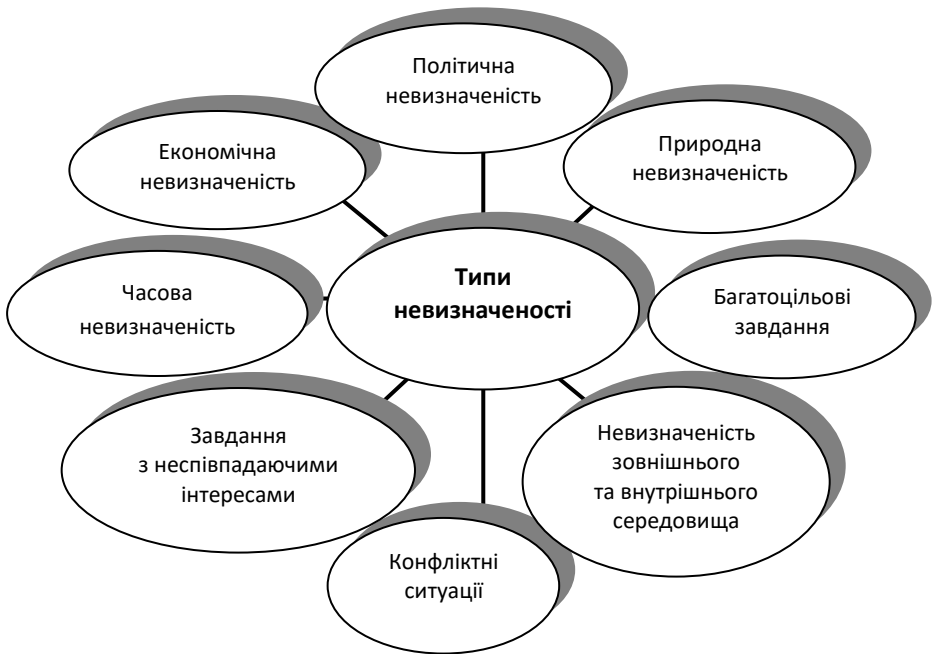 Політична
невизначеність
Економічна
невизначеність
Природна
невизначеність
Типи
невизначеності
Часова
невизначеність
Багатоцільові
завдання
Завдання
з неспівпадаючими
інтересами
Невизначеність
зовнішнього
та внутрішнього
середовища
Конфліктні
ситуації